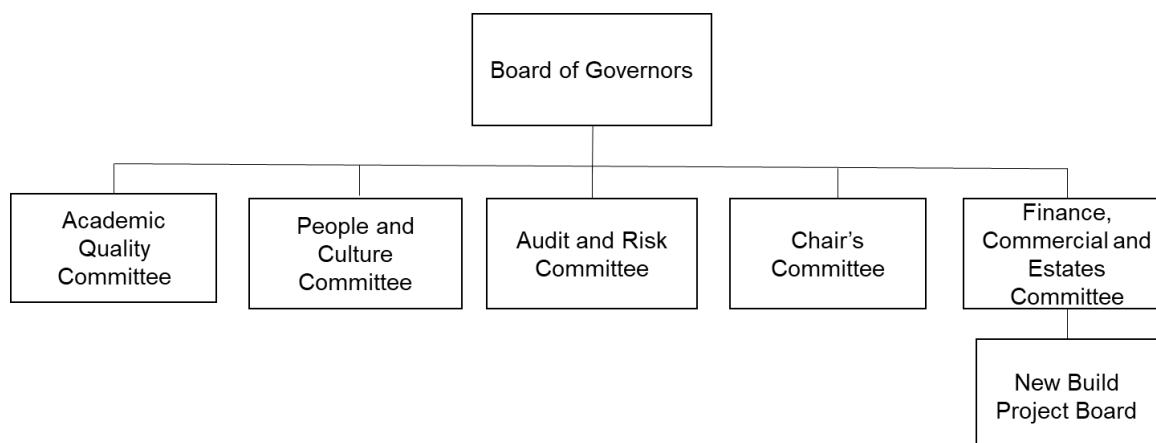 Board of Governors
Academic
Quality
Committee
People and
Culture
Committee
Audit and Risk
Committee
Chair’s
Committee
Finance,
Commercial and
Estates
Committee
New Build
Project Board